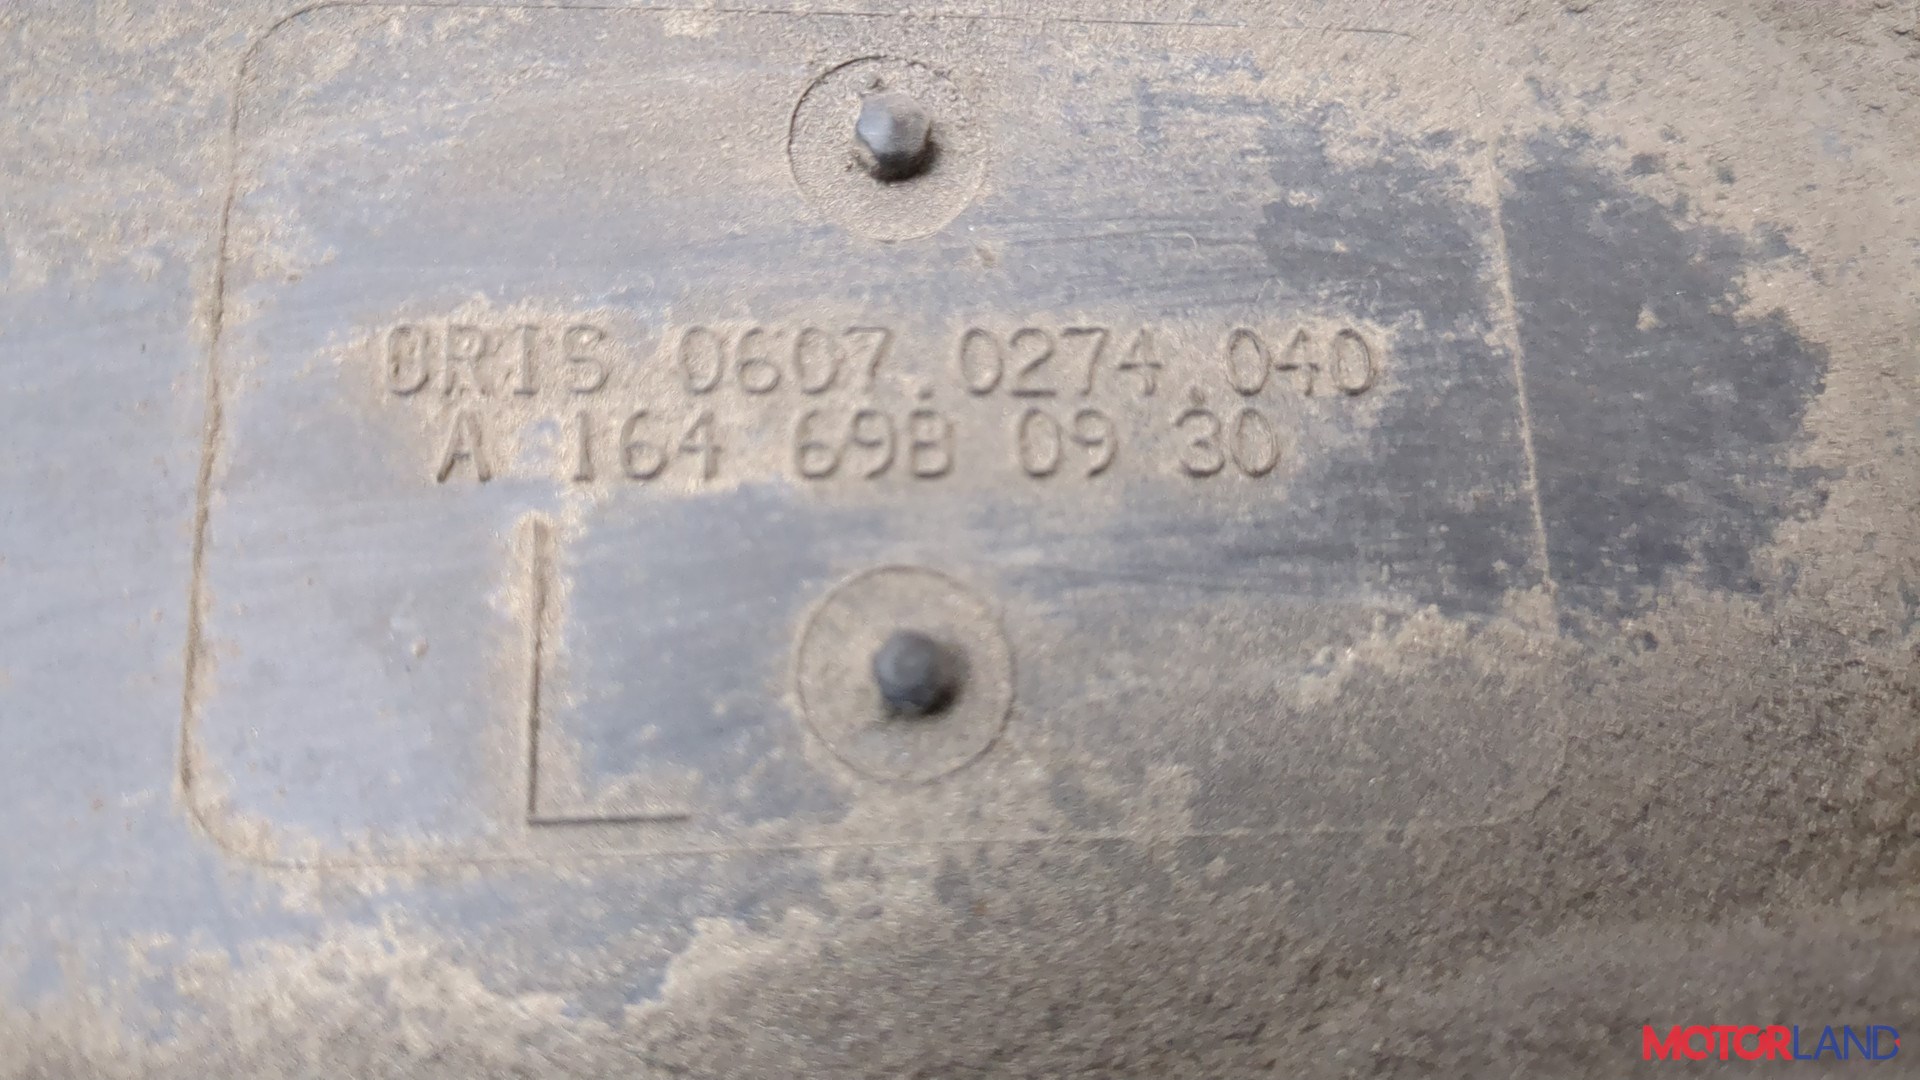 ORIS 0607.0274.040
A 164 698 09 30
L
MOTORLAND